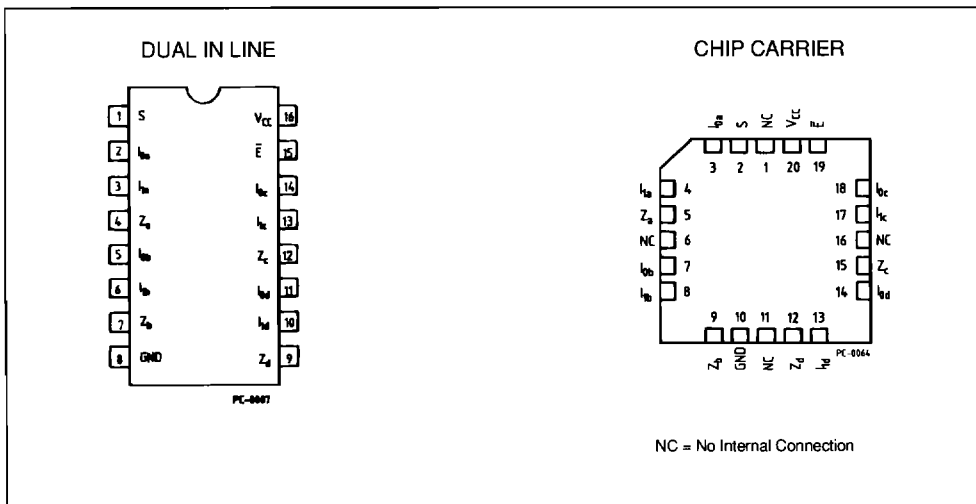 DUAL IN LINE
1 S
2 I0a
3 I1a
4 Za
5 I0b
6 I1b
7 Zb
8 GND
VCC 16
E̅ 15
I0c 14
I1c 13
Zc 12
I0d 11
I1d 10
Zd 9
PC-0007
CHIP CARRIER
I0a S NC VCC E̅
3 2 1 20 19
I1a 4
Za 5
NC 6
I0b 7
I1b 8
18 I0c
17 I1c
16 NC
15 Zc
14 I0d
9 10 11 12 13
Zb GND NC Zd I1d
PC-0064
NC = No Internal Connection